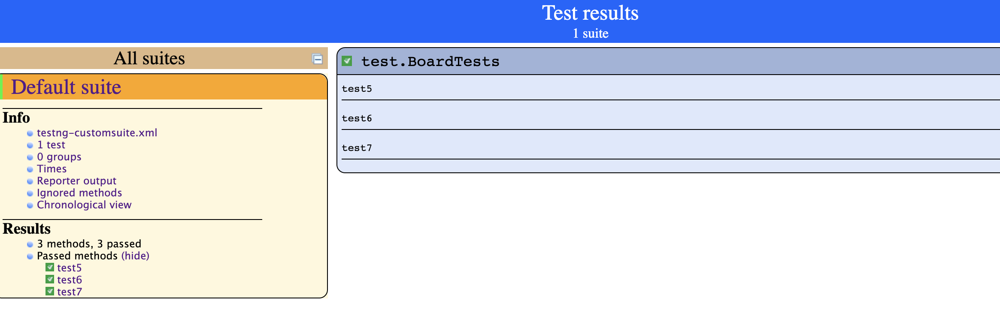 Test results
1 suite
All suites
Default suite
Info
testng-customsuite.xml
1 test
0 groups
Times
Reporter output
Ignored methods
Chronological view
Results
3 methods, 3 passed
Passed methods (hide)
test5
test6
test7
test.BoardTests
test5
test6
test7